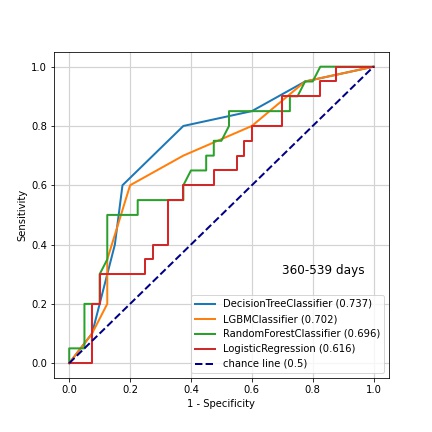 1.0
0.8
0.6
0.4
0.2
0.0
Sensitivity
360-539 days
DecisionTreeClassifier (0.737)
LGBMClassifier (0.702)
RandomForestClassifier (0.696)
LogisticRegression (0.616)
chance line (0.5)
0.0 0.2 0.4 0.6 0.8 1.0
1 - Specificity